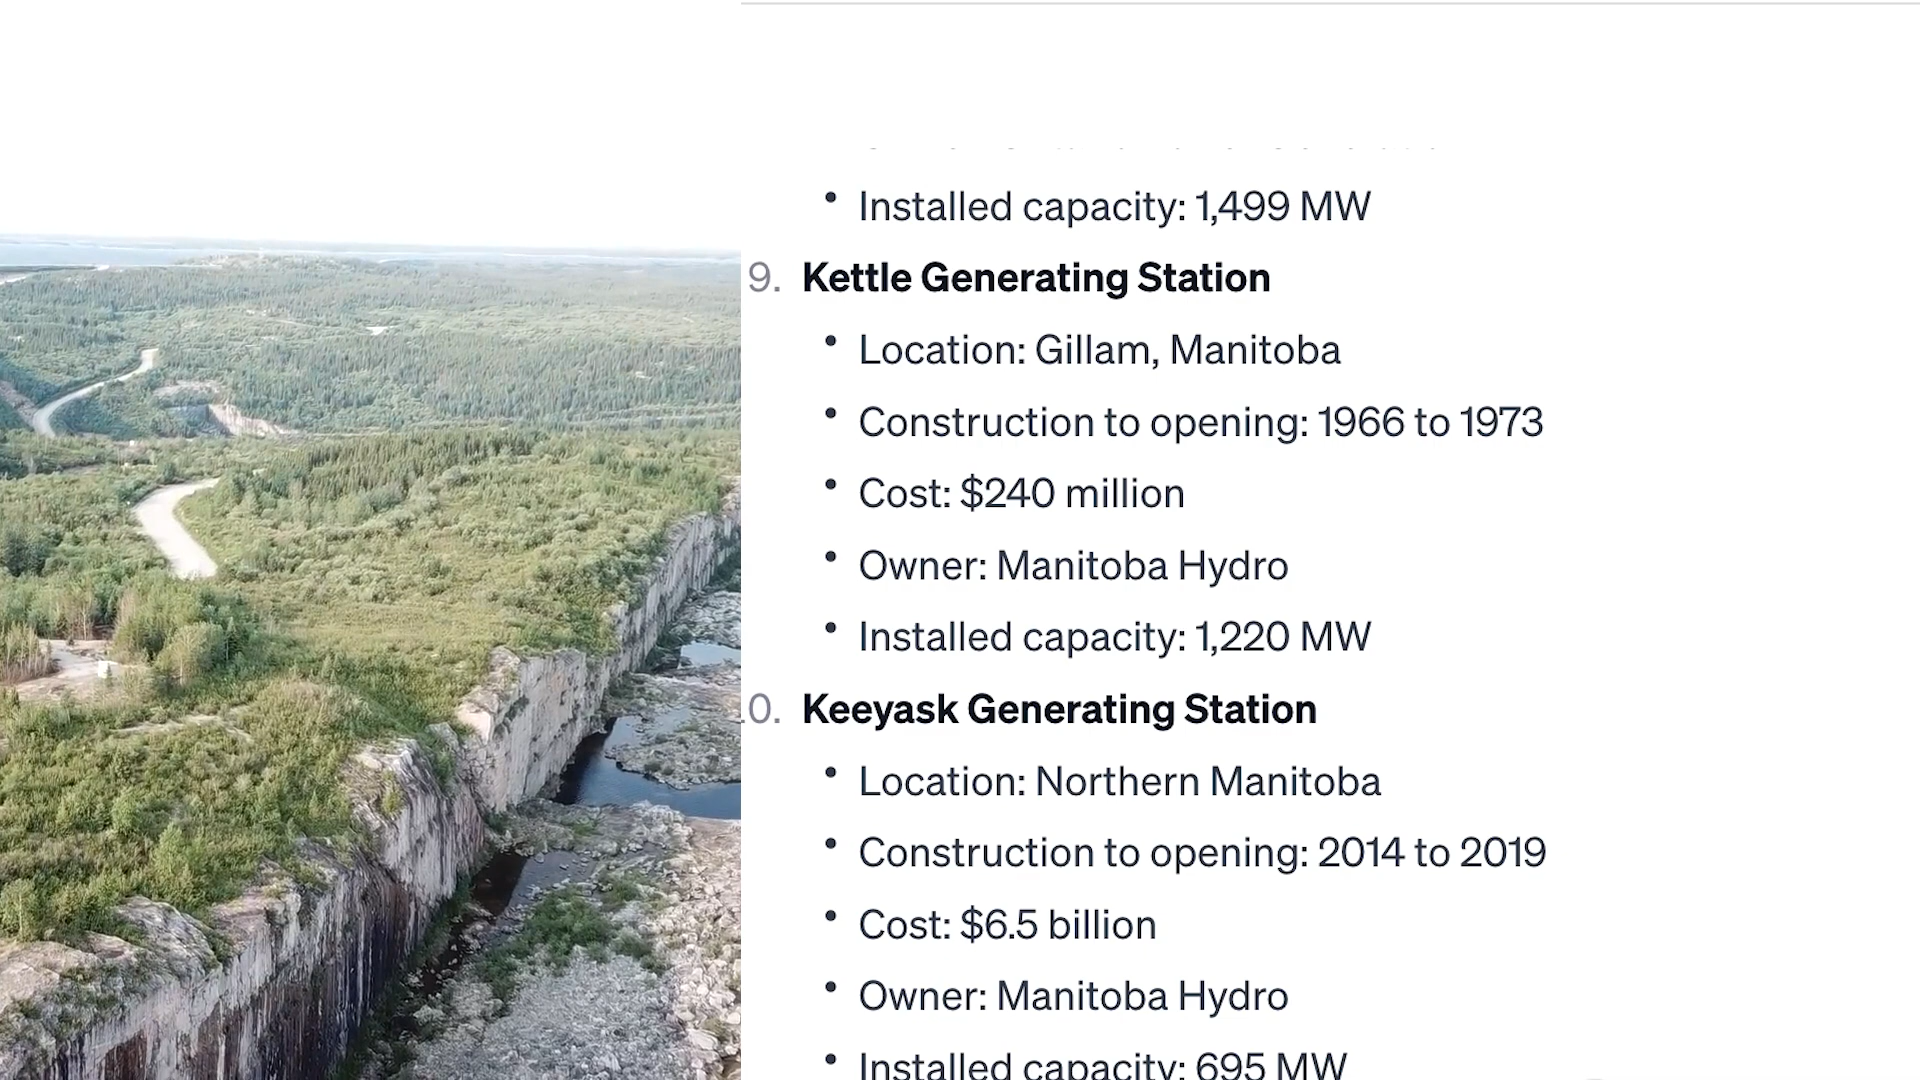 • Installed capacity: 1,499 MW
9. Kettle Generating Station
• Location: Gillam, Manitoba
• Construction to opening: 1966 to 1973
• Cost: $240 million
• Owner: Manitoba Hydro
• Installed capacity: 1,220 MW
0. Keeyask Generating Station
• Location: Northern Manitoba
• Construction to opening: 2014 to 2019
• Cost: $6.5 billion
• Owner: Manitoba Hydro
• Installed capacity: 695 MW